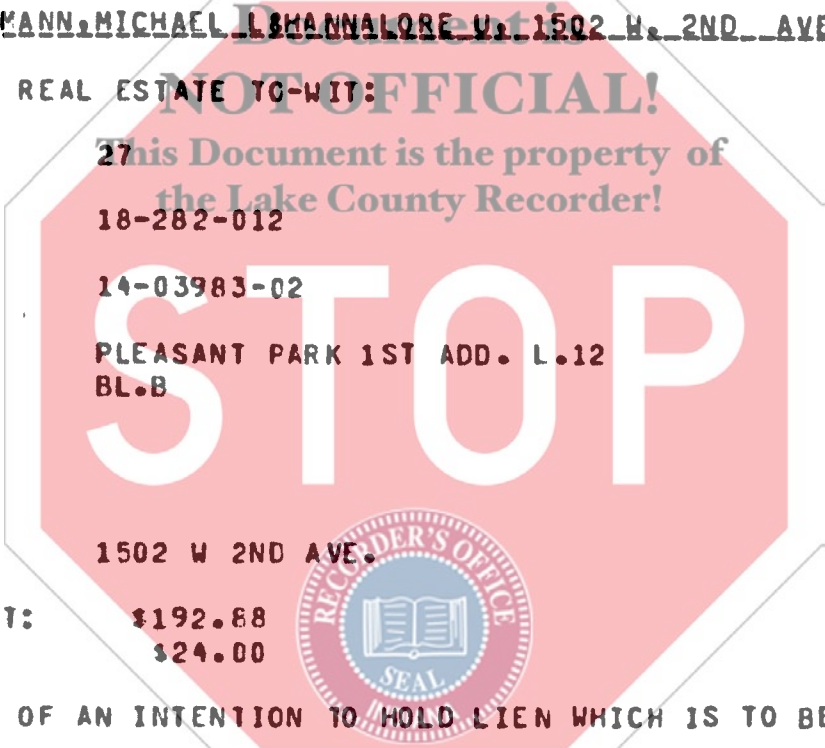 MANN,MICHAEL L&HANNALORE W. 1502 W. 2ND AVE
Document is
REAL ESTATE TO-WIT:
NOT OFFICIAL!
27
This Document is the property of
the Lake County Recorder!
18-282-012
14-03983-02
STOP
PLEASANT PARK 1ST ADD. L.12
BL.B
1502 W 2ND AVE.
RECORDER'S OFFICE
T: $192.88
$24.00
SEAL
OF AN INTENTION TO HOLD LIEN WHICH IS TO BE